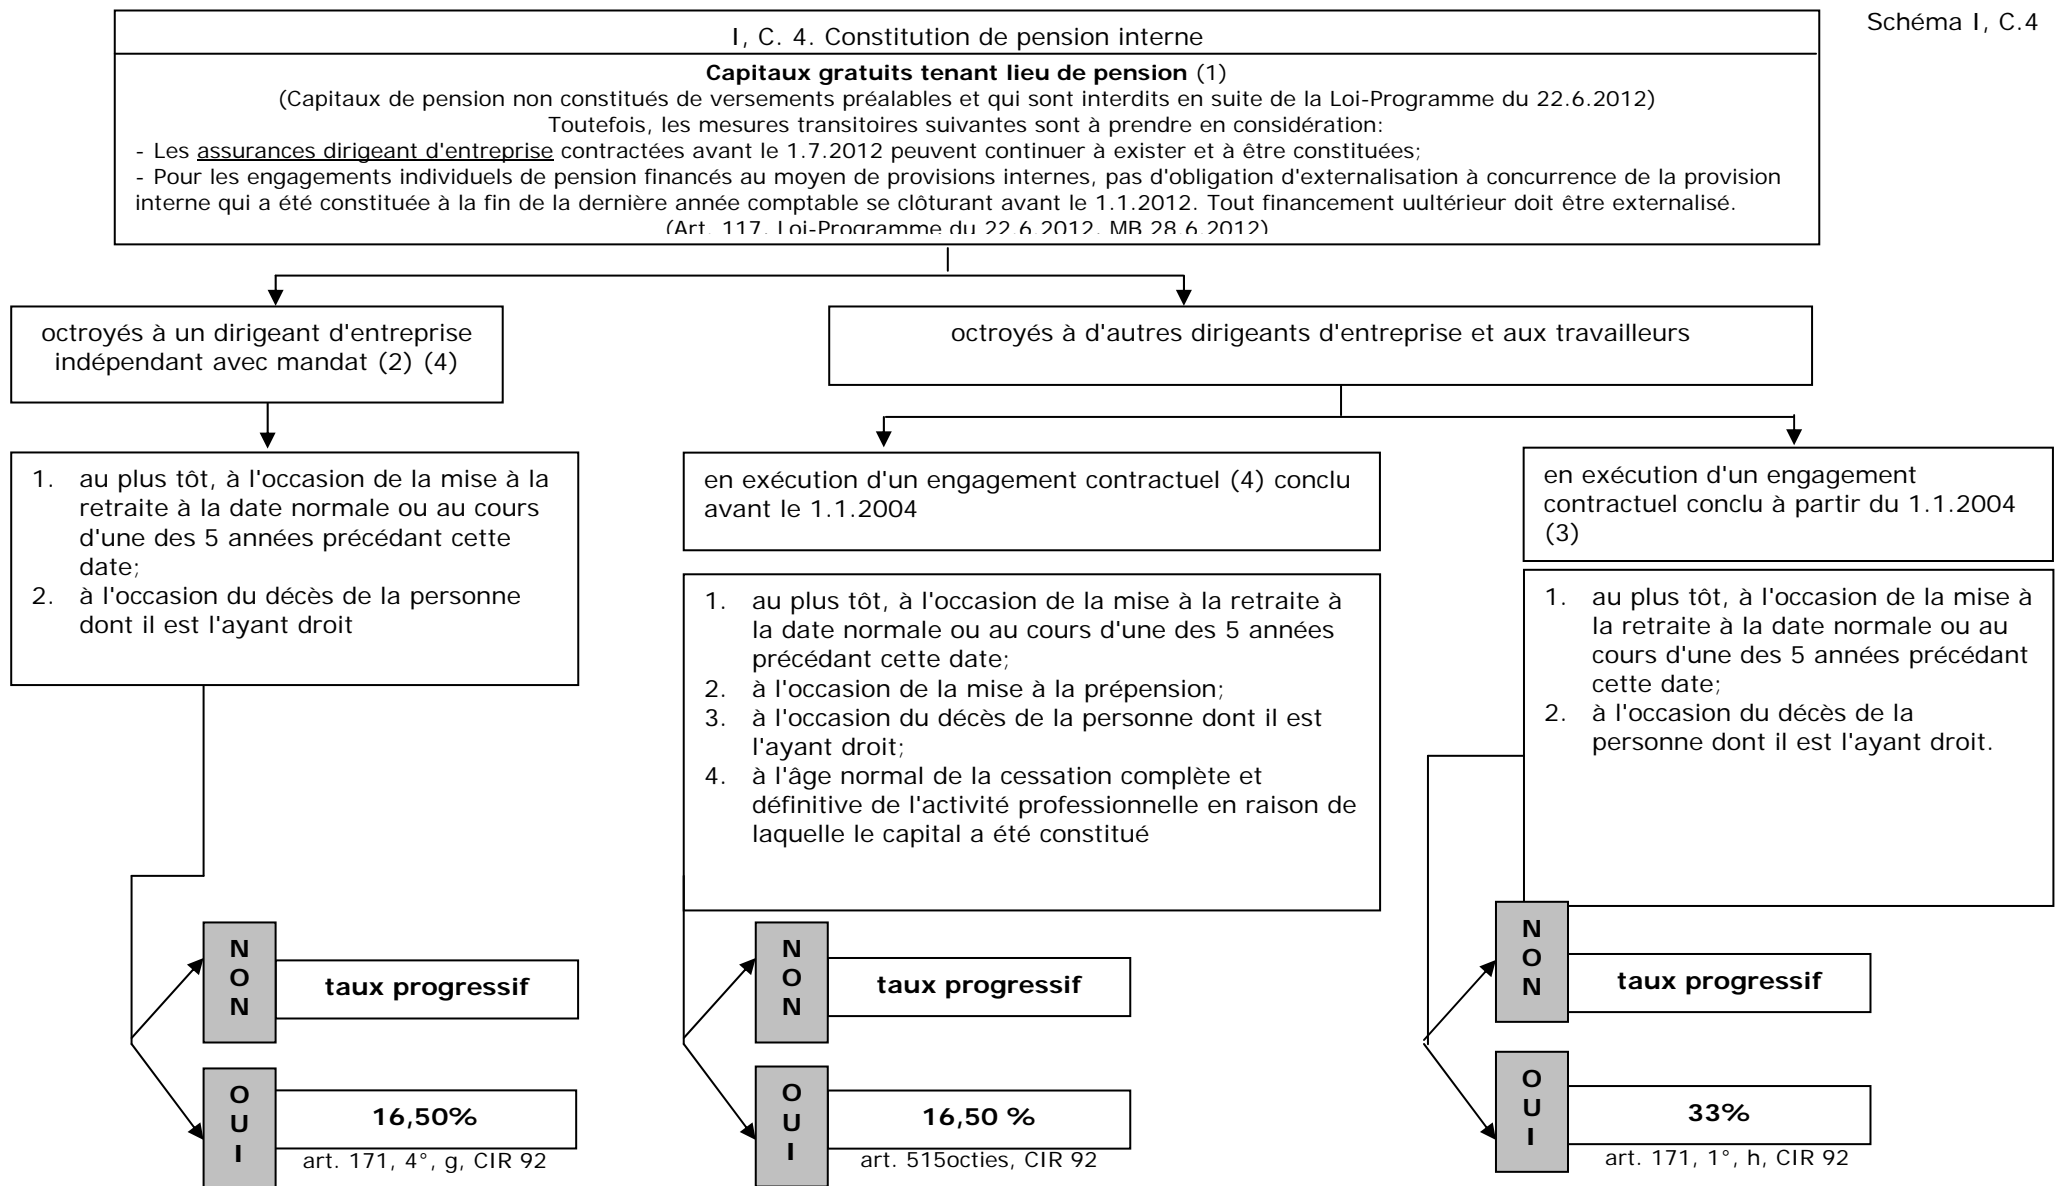 Schéma I, C.4
I, C. 4. Constitution de pension interne
Capitaux gratuits tenant lieu de pension (1)
(Capitaux de pension non constitués de versements préalables et qui sont interdits en suite de la Loi-Programme du 22.6.2012)
Toutefois, les mesures transitoires suivantes sont à prendre en considération:
- Les assurances dirigeant d'entreprise contractées avant le 1.7.2012 peuvent continuer à exister et à être constituées;
- Pour les engagements individuels de pension financés au moyen de provisions internes, pas d'obligation d'externalisation à concurrence de la provision
interne qui a été constituée à la fin de la dernière année comptable se clôturant avant le 1.1.2012. Tout financement uultérieur doit être externalisé.
(Art. 117. Loi-Programme du 22.6.2012. MB 28.6.2012)
octroyés à un dirigeant d'entreprise
indépendant avec mandat (2) (4)
octroyés à d'autres dirigeants d'entreprise et aux travailleurs
1. au plus tôt, à l'occasion de la mise à la
retraite à la date normale ou au cours
d'une des 5 années précédant cette
date;
2. à l'occasion du décès de la personne
dont il est l'ayant droit
en exécution d'un engagement contractuel (4) conclu
avant le 1.1.2004
en exécution d'un engagement
contractuel conclu à partir du 1.1.2004
(3)
1. au plus tôt, à l'occasion de la mise à la retraite à
la date normale ou au cours d'une des 5 années
précédant cette date;
2. à l'occasion de la mise à la prépension;
3. à l'occasion du décès de la personne dont il est
l'ayant droit;
4. à l'âge normal de la cessation complète et
définitive de l'activité professionnelle en raison de
laquelle le capital a été constitué
1. au plus tôt, à l'occasion de la mise à
la retraite à la date normale ou au
cours d'une des 5 années précédant
cette date;
2. à l'occasion du décès de la
personne dont il est l'ayant droit.
N
O
N
taux progressif
N
O
N
taux progressif
N
O
N
taux progressif
O
U
I
16,50%
art. 171, 4°, g, CIR 92
O
U
I
16,50 %
art. 515octies, CIR 92
O
U
I
33%
art. 171, 1°, h, CIR 92